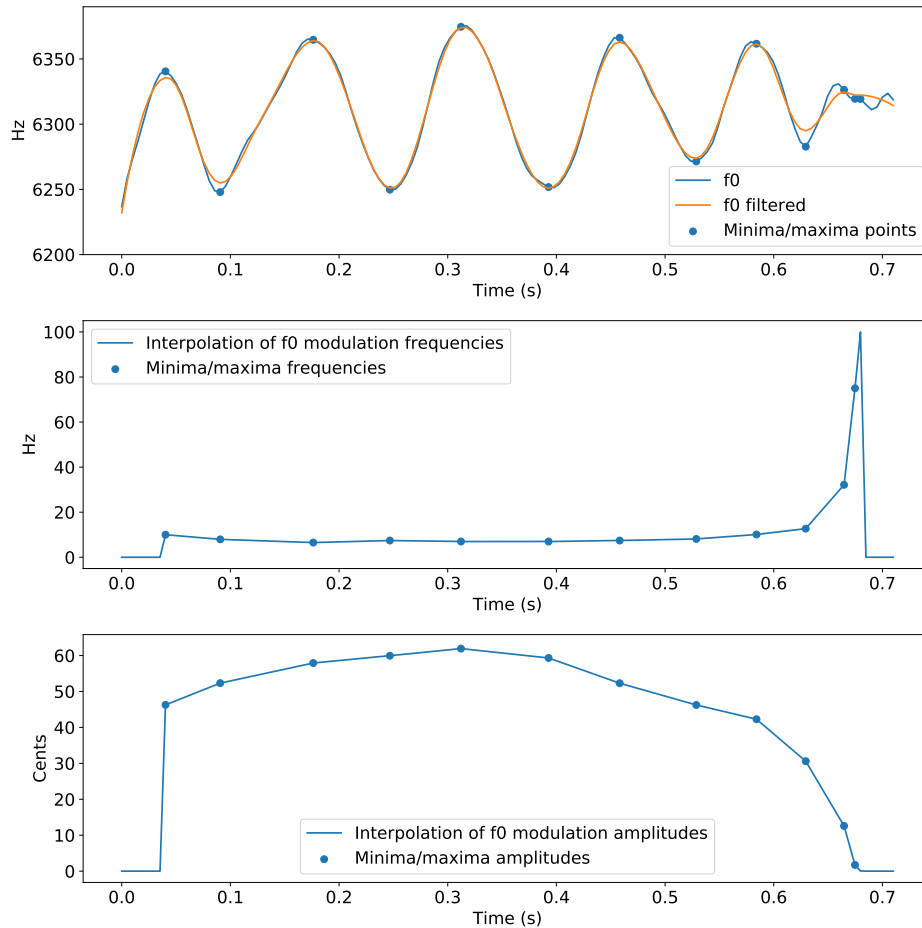 6350
6300
6250
6200
Hz
f0
f0 filtered
Minima/maxima points
0.0 0.1 0.2 0.3 0.4 0.5 0.6 0.7
Time (s)
100
80
60
40
20
0
Hz
Interpolation of f0 modulation frequencies
Minima/maxima frequencies
0.0 0.1 0.2 0.3 0.4 0.5 0.6 0.7
Time (s)
60
50
40
30
20
10
0
Cents
Interpolation of f0 modulation amplitudes
Minima/maxima amplitudes
0.0 0.1 0.2 0.3 0.4 0.5 0.6 0.7
Time (s)